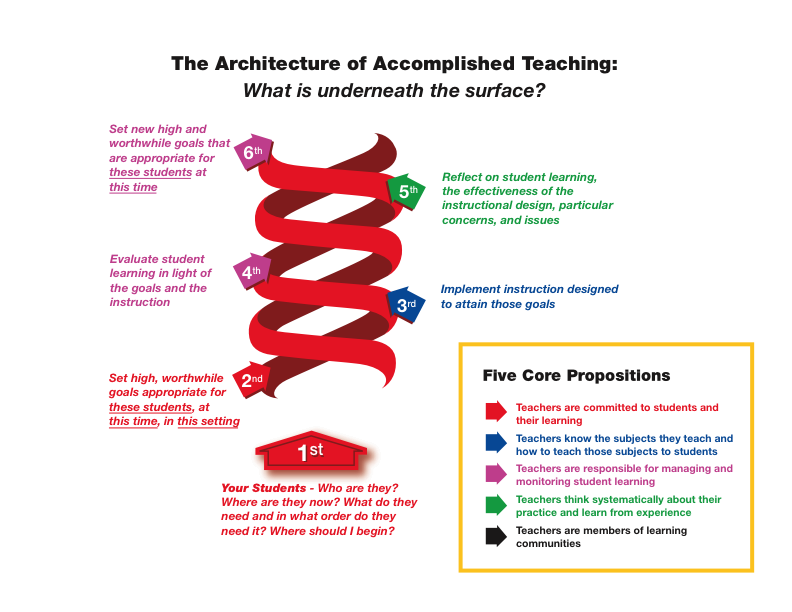 The Architecture of Accomplished Teaching:
What is underneath the surface?
Set new high and
worthwhile goals that
are appropriate for
these students at
this time
6th
5th
Reflect on student learning,
the effectiveness of the
instructional design, particular
concerns, and issues
Evaluate student
learning in light of
the goals and the
instruction
4th
3rd
Implement instruction designed
to attain those goals
Set high, worthwhile
goals appropriate for
these students, at
this time, in this setting
2nd
1st
Your Students - Who are they?
Where are they now? What do they
need and in what order do they
need it? Where should I begin?
Five Core Propositions
Teachers are committed to students and
their learning
Teachers know the subjects they teach and
how to teach those subjects to students
Teachers are responsible for managing and
monitoring student learning
Teachers think systematically about their
practice and learn from experience
Teachers are members of learning
communities